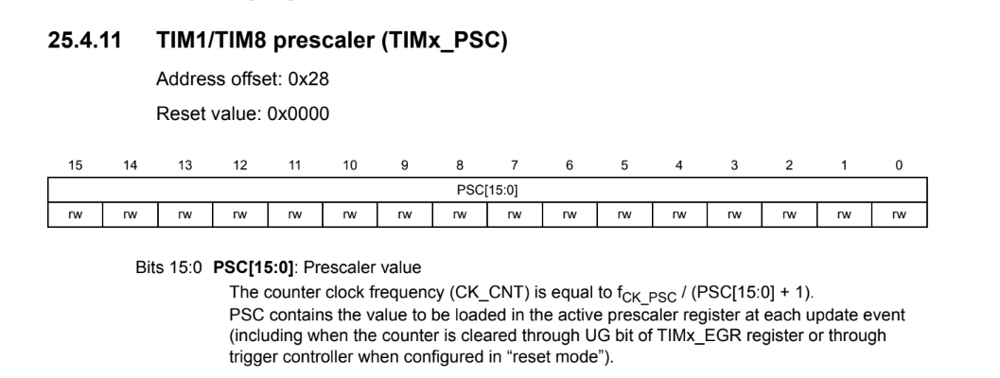 25.4.11 TIM1/TIM8 prescaler (TIMx_PSC)
Address offset: 0x28
Reset value: 0x0000
15 14 13 12 11 10 9 8 7 6 5 4 3 2 1 0
PSC[15:0]
rw rw rw rw rw rw rw rw rw rw rw rw rw rw rw rw
Bits 15:0 PSC[15:0]: Prescaler value
The counter clock frequency (CK_CNT) is equal to fCK_PSC / (PSC[15:0] + 1).
PSC contains the value to be loaded in the active prescaler register at each update event
(including when the counter is cleared through UG bit of TIMx_EGR register or through
trigger controller when configured in “reset mode”).